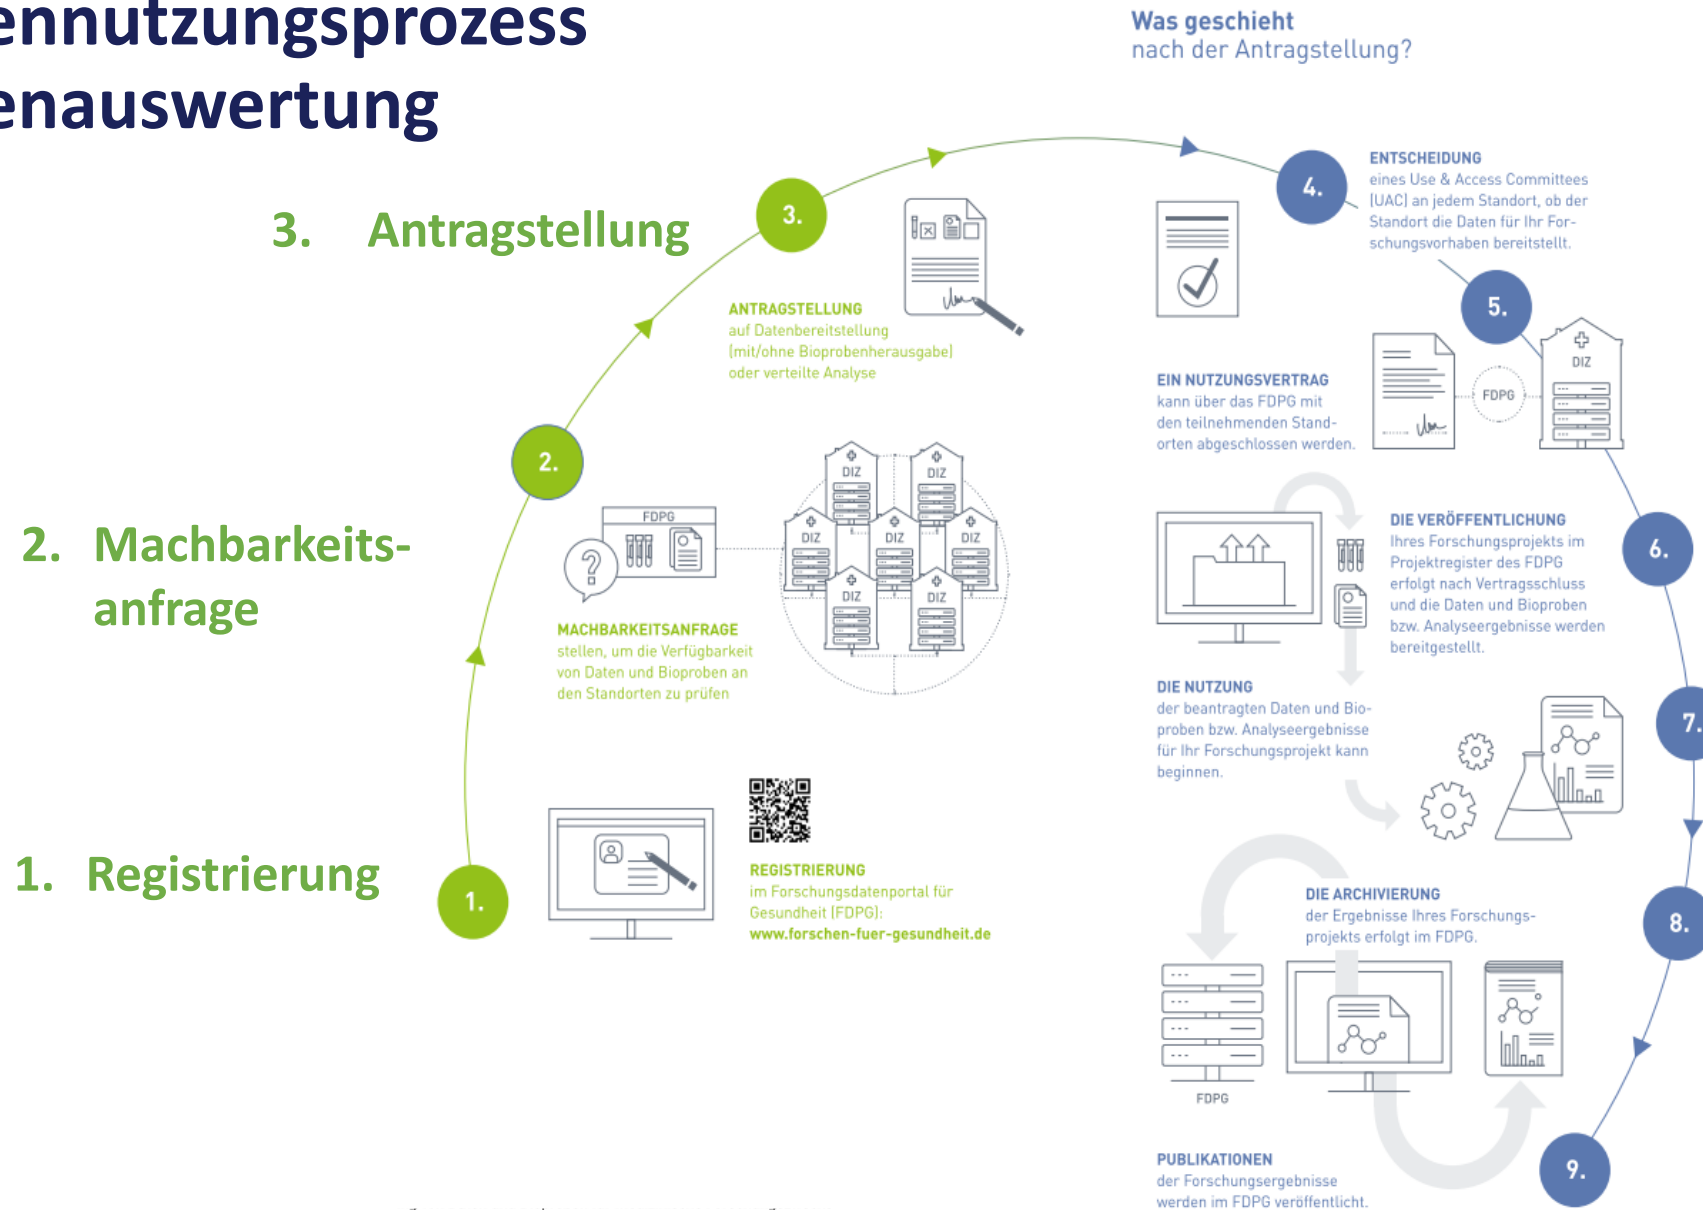 ennutzungsprozess
enauswertung
Was geschieht
nach der Antragstellung?
3. Antragstellung
3.
ANTRAGSTELLUNG
auf Datenbereitstellung
(mit/ohne Bioprobenherausgabe)
oder verteilte Analyse
2. Machbarkeits-
anfrage
2.
FDPG
?
DIZ
DIZ
DIZ
DIZ
DIZ
DIZ
DIZ
MACHBARKEITSANFRAGE
stellen, um die Verfügbarkeit
von Daten und Bioproben an
den Standorten zu prüfen
1. Registrierung
1.
REGISTRIERUNG
im Forschungsdatenportal für
Gesundheit (FDPG):
www.forschen-fuer-gesundheit.de
4.
ENTSCHEIDUNG
eines Use & Access Committees
(UAC) an jedem Standort, ob der
Standort die Daten für Ihr For-
schungsvorhaben bereitstellt.
5.
EIN NUTZUNGSVERTRAG
kann über das FDPG mit
den teilnehmenden Stand-
orten abgeschlossen werden.
FDPG
DIZ
6.
DIE VERÖFFENTLICHUNG
Ihres Forschungsprojekts im
Projektregister des FDPG
erfolgt nach Vertragsschluss
und die Daten und Bioproben
bzw. Analyseergebnisse werden
bereitgestellt.
7.
DIE NUTZUNG
der beantragten Daten und Bio-
proben bzw. Analyseergebnisse
für Ihr Forschungsprojekt kann
beginnen.
8.
DIE ARCHIVIERUNG
der Ergebnisse Ihres Forschungs-
projekts erfolgt im FDPG.
FDPG
9.
PUBLIKATIONEN
der Forschungsergebnisse
werden im FDPG veröffentlicht.